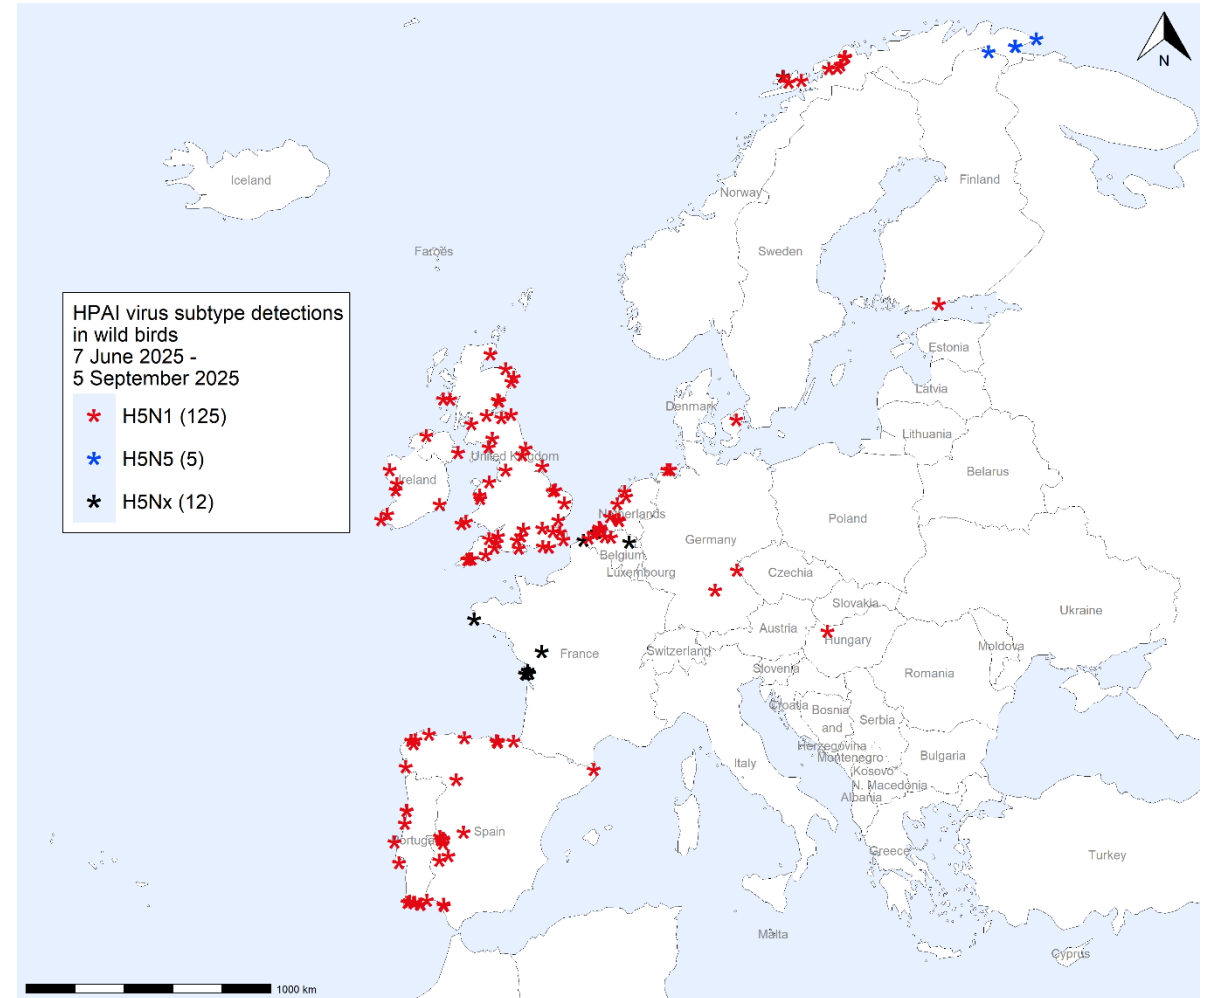 N
Iceland
Finland
Norway
Faroes
Sweden
HPAI virus subtype detections
in wild birds
7 June 2025 -
5 September 2025
H5N1 (125)
H5N5 (5)
H5Nx (12)
Estonia
Latvia
Denmark
Lithuania
United Kingdom
Belarus
Ireland
Netherlands
Poland
Germany
Belgium
Luxembourg
Czechia
Slovakia
Ukraine
Austria
Hungary
Moldova
France
Switzerland
Slovenia
Romania
Croatia
Bosnia
and
Herzegovina
Serbia
Montenegro
Bulgaria
Italy
Kosovo
N. Macedonia
Albania
Spain
Portugal
Greece
Turkey
Malta
Cyprus
1000 km